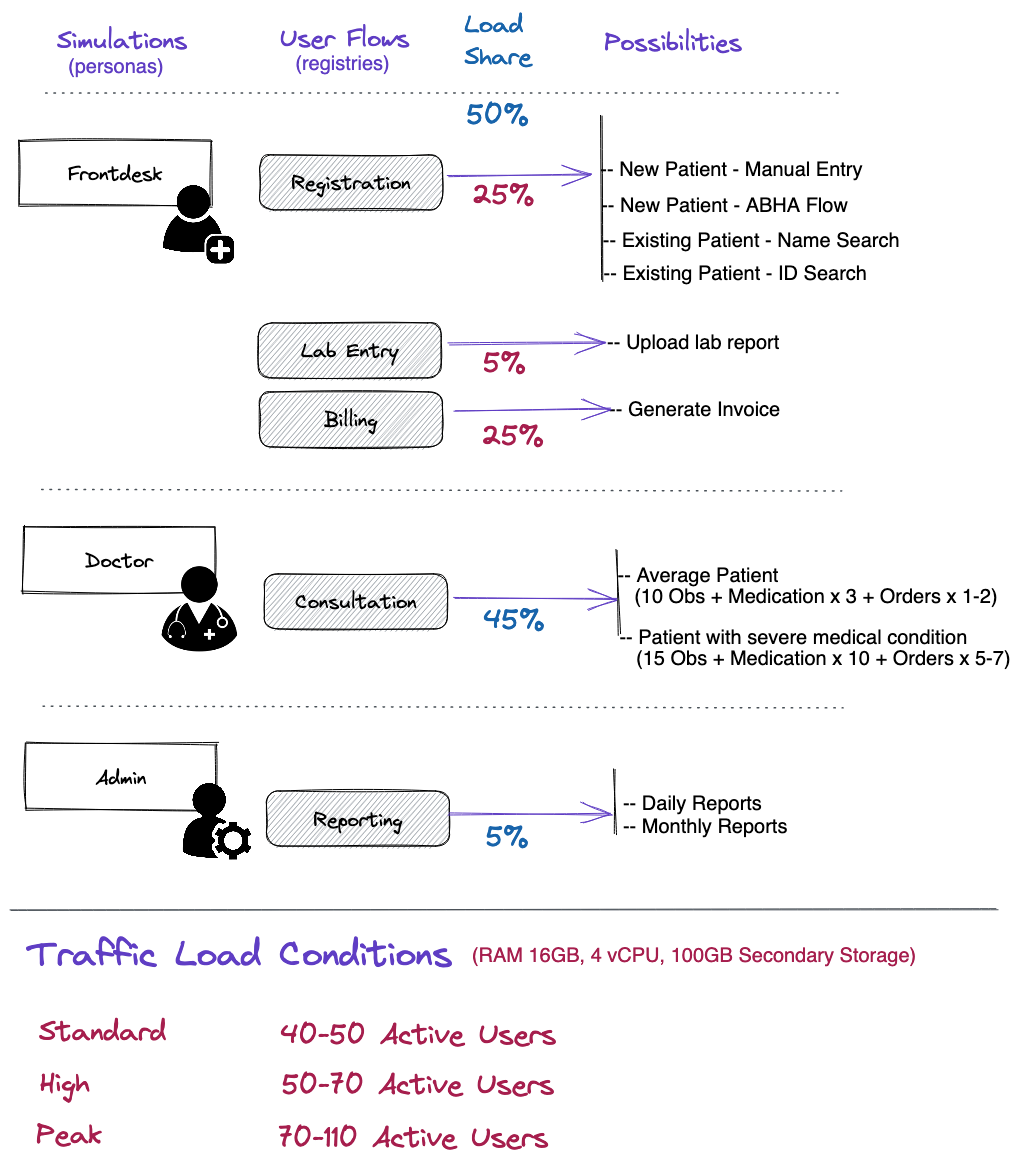 Simulations
(personas)
User Flows
(registries)
Load
Share
Possibilities
50%
Frontdesk
Registration
25%
-- New Patient - Manual Entry
-- New Patient - ABHA Flow
-- Existing Patient - Name Search
-- Existing Patient - ID Search
Lab Entry
5%
-- Upload lab report
Billing
25%
-- Generate Invoice
Doctor
Consultation
45%
-- Average Patient
(10 Obs + Medication x 3 + Orders x 1-2)
-- Patient with severe medical condition
(15 Obs + Medication x 10 + Orders x 5-7)
Admin
Reporting
5%
-- Daily Reports
-- Monthly Reports
Traffic Load Conditions (RAM 16GB, 4 vCPU, 100GB Secondary Storage)
Standard 40-50 Active Users
High 50-70 Active Users
Peak 70-110 Active Users